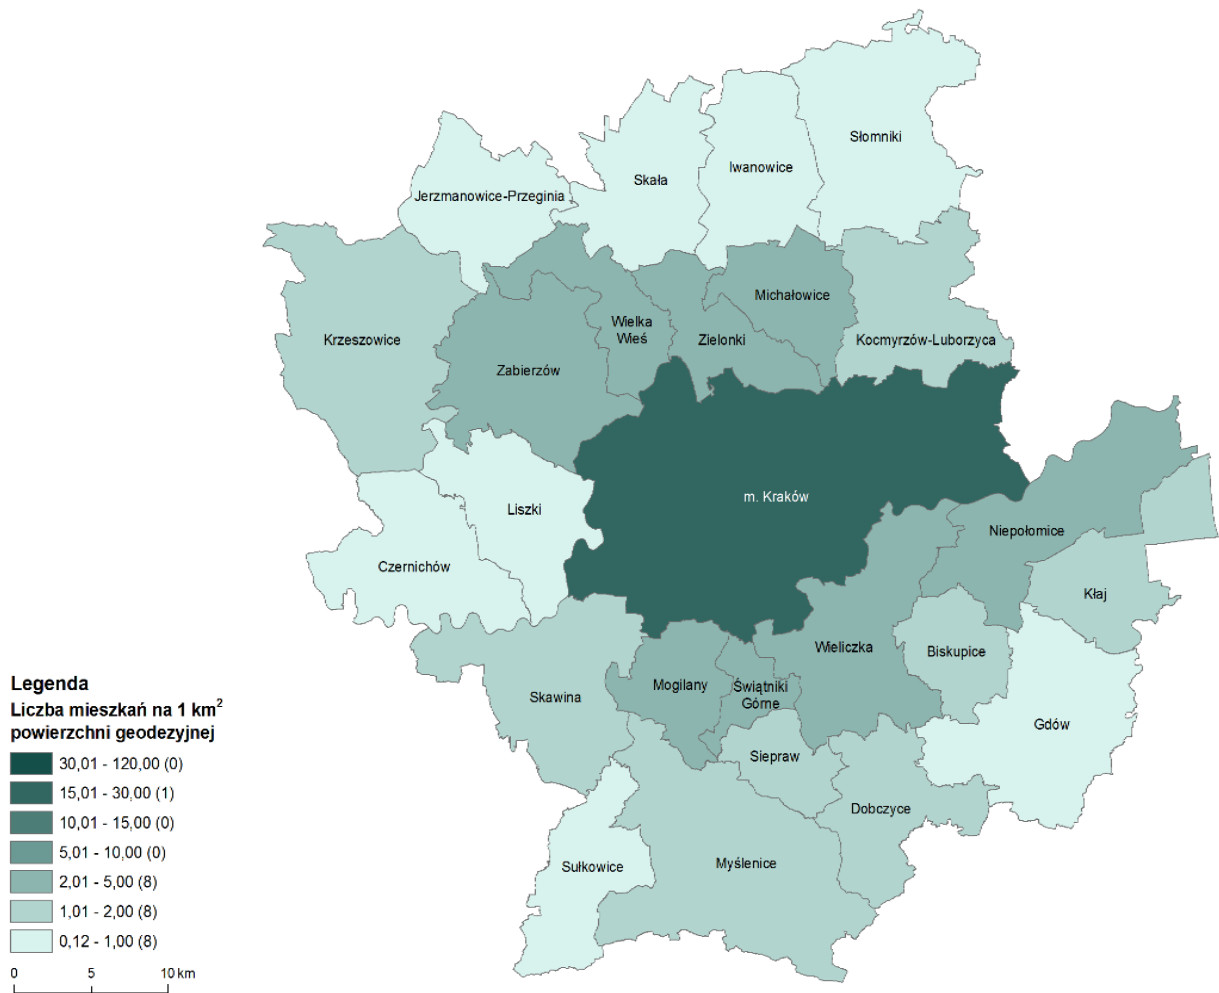 Słomniki
Iwanowice
Skała
Jerzmanowice-Przeginia
Michałowice
Wielka
Wieś
Zielonki
Krzeszowice
Kocmyrzów-Luborzyca
Zabierzów
m. Kraków
Liszki
Niepołomice
Czernichów
Kłaj
Wieliczka
Biskupice
Mogilany
Świątniki
Górne
Skawina
Gdów
Siepraw
Dobczyce
Myślenice
Sułkowice
Legenda
Liczba mieszkań na 1 km²
powierzchni geodezyjnej
30,01 - 120,00 (0)
15,01 - 30,00 (1)
10,01 - 15,00 (0)
5,01 - 10,00 (0)
2,01 - 5,00 (8)
1,01 - 2,00 (8)
0,12 - 1,00 (8)
0 5 10 km